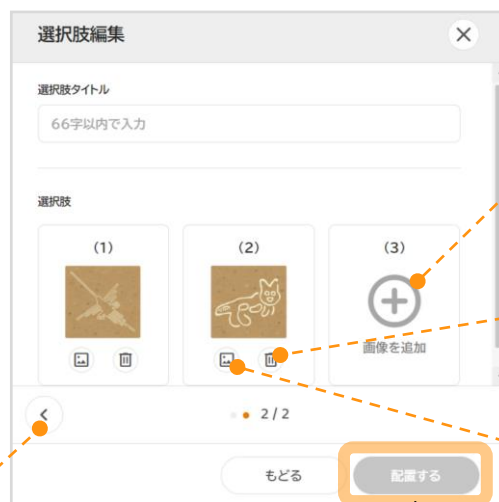 選択肢編集
選択肢タイトル
66字以内で入力
選択肢
(1) (2) (3)
画像を追加
2 / 2
もどる 配置する